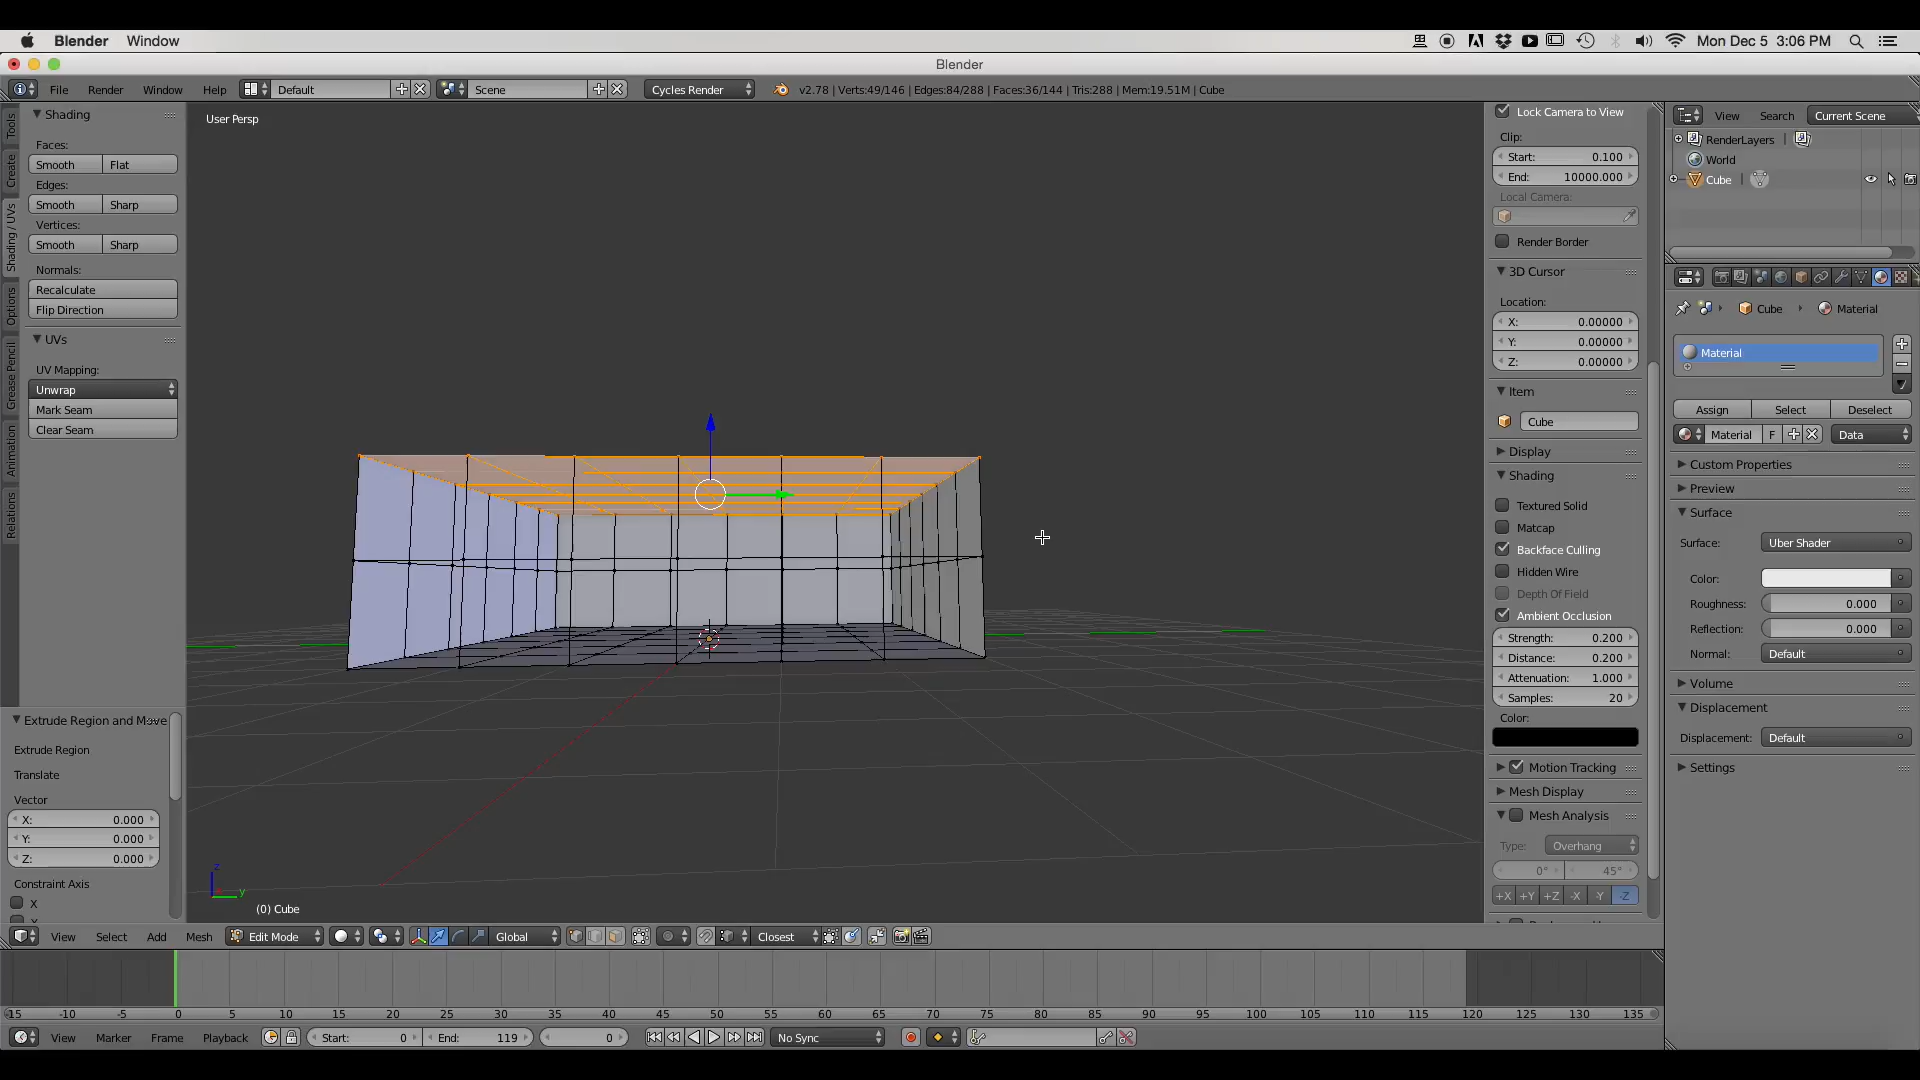 Blender Window Mon Dec 5 3:06 PM
Blender
File Render Window Help Default Scene Cycles Render v2.78 | Verts:49/146 | Edges:84/288 | Faces:36/144 | Tris:288 | Mem:19.51M | Cube
Tools
Create
Shading / UVs
Options
Grease Pencil
Animation
Relations
Shading
Faces:
Smooth Flat
Edges:
Smooth Sharp
Vertices:
Smooth Sharp
Normals:
Recalculate
Flip Direction
UVs
UV Mapping:
Unwrap
Mark Seam
Clear Seam
Extrude Region and Move
Extrude Region
Translate
Vector
X: 0.000
Y: 0.000
Z: 0.000
Constraint Axis
X
User Persp
z
y
(0) Cube
Lock Camera to View
Clip:
Start: 0.100
End: 10000.000
Local Camera:
Render Border
3D Cursor
Location:
X: 0.00000
Y: 0.00000
Z: 0.00000
Item
Cube
Display
Shading
Textured Solid
Matcap
Backface Culling
Hidden Wire
Depth Of Field
Ambient Occlusion
Strength: 0.200
Distance: 0.200
Attenuation: 1.000
Samples: 20
Color:
Motion Tracking
Mesh Display
Mesh Analysis
Type: Overhang
0° 45°
+X +Y +Z -X -Y -Z
View Search Current Scene
RenderLayers |
World
Cube |
Cube Material
Material
Assign Select Deselect
Material F Data
Custom Properties
Preview
Surface
Surface: Uber Shader
Color:
Roughness: 0.000
Reflection: 0.000
Normal: Default
Volume
Displacement
Displacement: Default
Settings
View Select Add Mesh Edit Mode Global Closest
-15 -10 -5 0 5 10 15 20 25 30 35 40 45 50 55 60 65 70 75 80 85 90 95 100 105 110 115 120 125 130 135
View Marker Frame Playback Start: 0 End: 119 0 No Sync